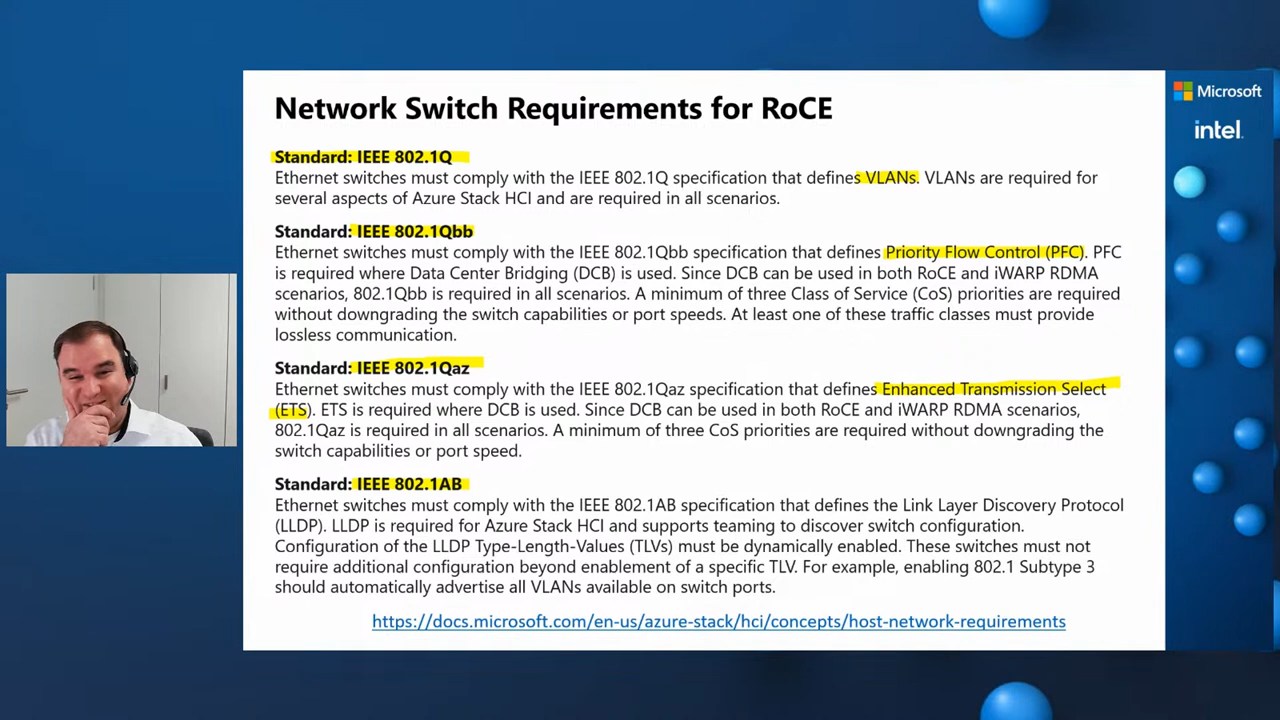 Network Switch Requirements for RoCE
Standard: IEEE 802.1Q
Ethernet switches must comply with the IEEE 802.1Q specification that defines VLANs. VLANs are required for
several aspects of Azure Stack HCI and are required in all scenarios.
Standard: IEEE 802.1Qbb
Ethernet switches must comply with the IEEE 802.1Qbb specification that defines Priority Flow Control (PFC). PFC
is required where Data Center Bridging (DCB) is used. Since DCB can be used in both RoCE and iWARP RDMA
scenarios, 802.1Qbb is required in all scenarios. A minimum of three Class of Service (CoS) priorities are required
without downgrading the switch capabilities or port speeds. At least one of these traffic classes must provide
lossless communication.
Standard: IEEE 802.1Qaz
Ethernet switches must comply with the IEEE 802.1Qaz specification that defines Enhanced Transmission Select
(ETS). ETS is required where DCB is used. Since DCB can be used in both RoCE and iWARP RDMA scenarios,
802.1Qaz is required in all scenarios. A minimum of three CoS priorities are required without downgrading the
switch capabilities or port speed.
Standard: IEEE 802.1AB
Ethernet switches must comply with the IEEE 802.1AB specification that defines the Link Layer Discovery Protocol
(LLDP). LLDP is required for Azure Stack HCI and supports teaming to discover switch configuration.
Configuration of the LLDP Type-Length-Values (TLVs) must be dynamically enabled. These switches must not
require additional configuration beyond enablement of a specific TLV. For example, enabling 802.1 Subtype 3
should automatically advertise all VLANs available on switch ports.
https://docs.microsoft.com/en-us/azure-stack/hci/concepts/host-network-requirements
Microsoft
intel.